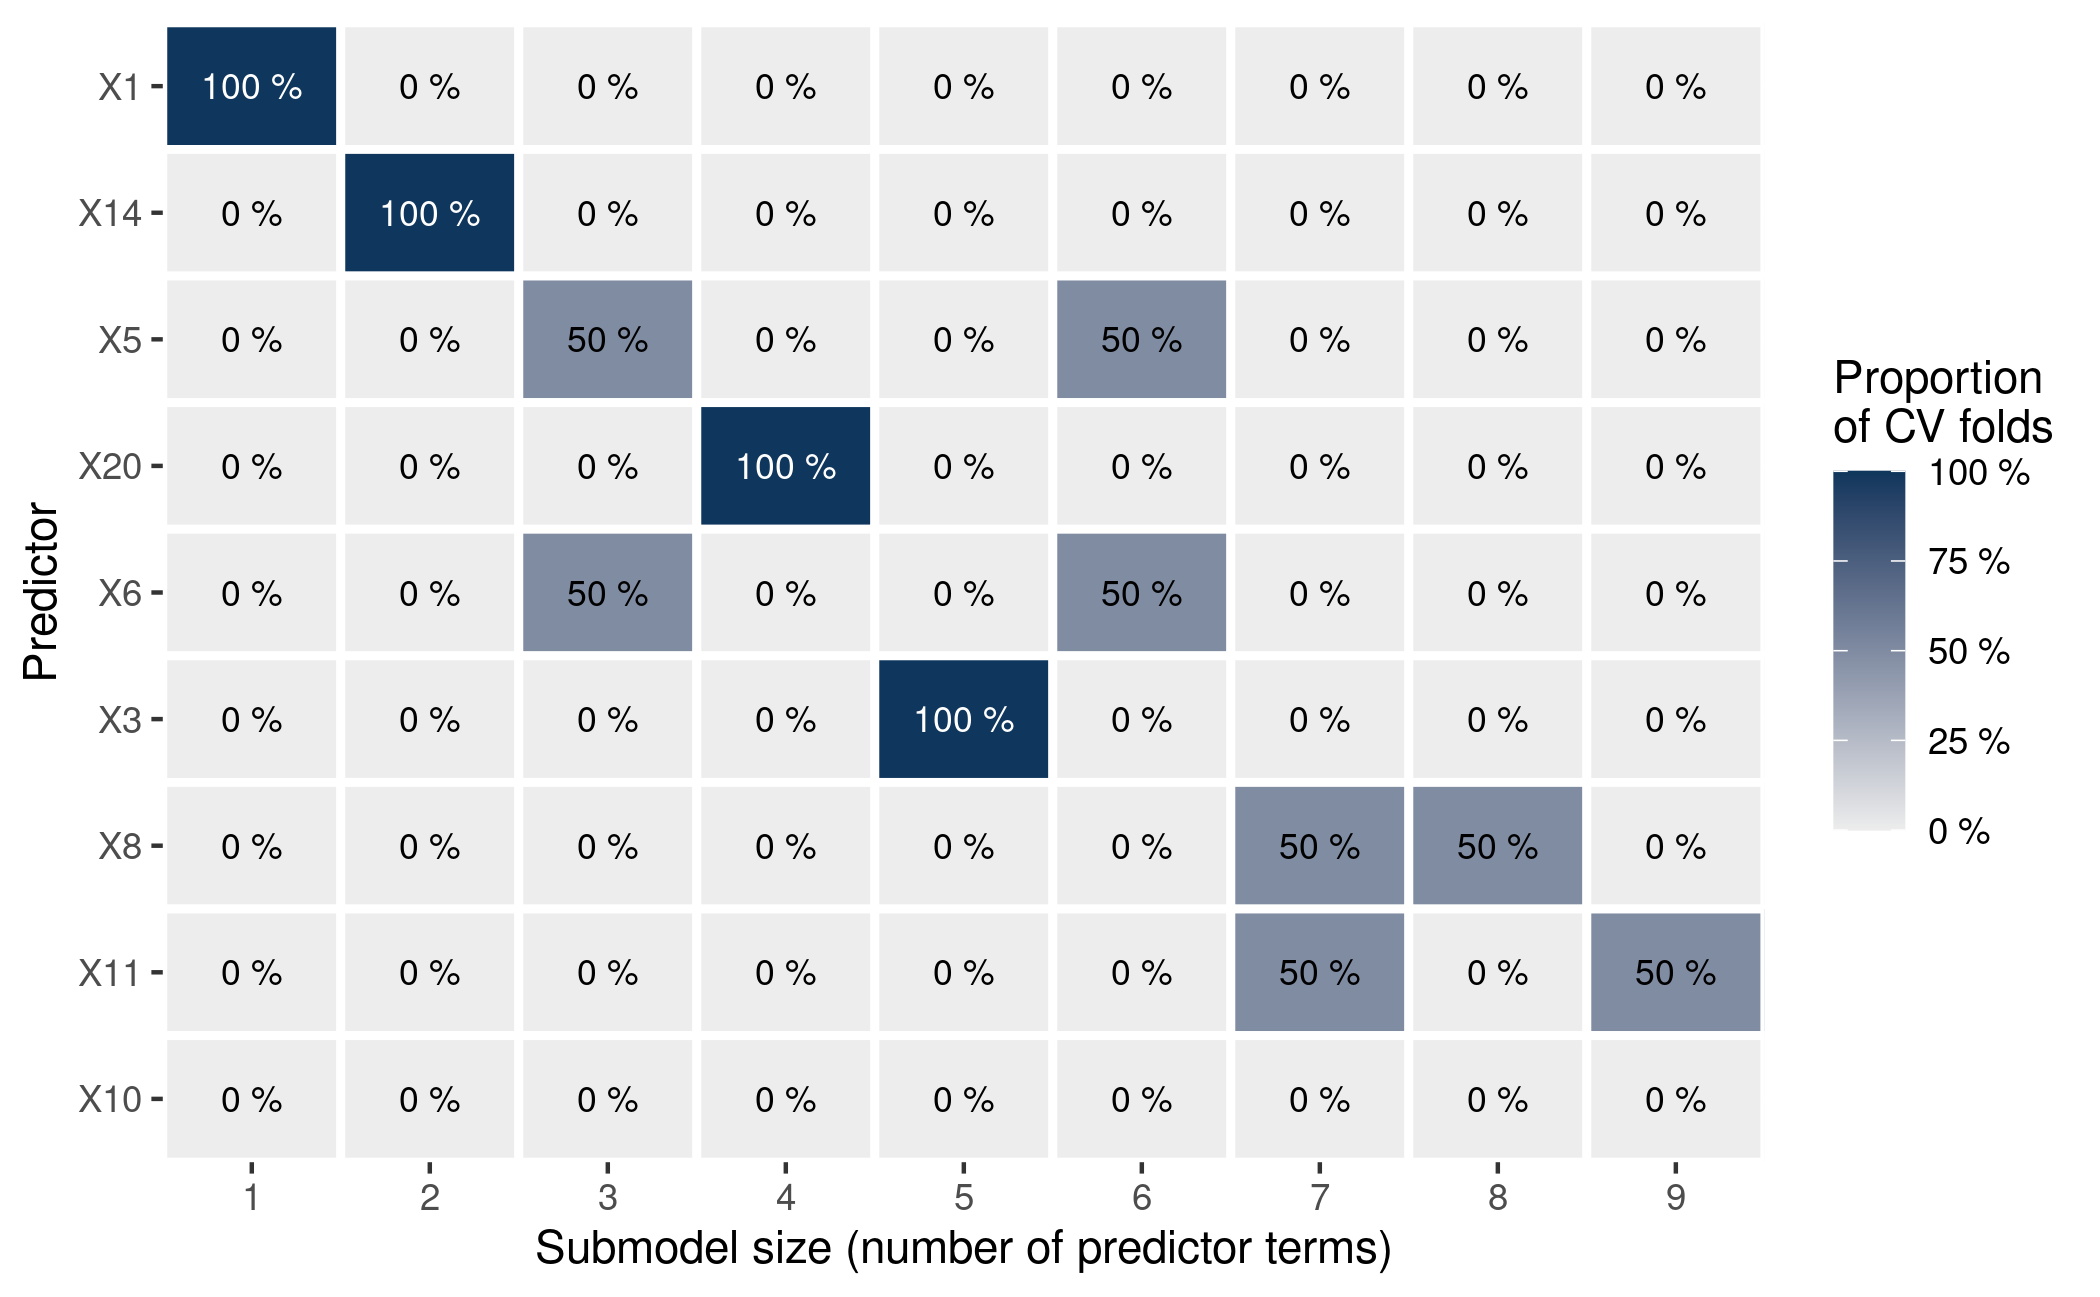 X1 100 % 0 % 0 % 0 % 0 % 0 % 0 % 0 % 0 %
X14 0 % 100 % 0 % 0 % 0 % 0 % 0 % 0 % 0 %
X5 0 % 0 % 50 % 0 % 0 % 50 % 0 % 0 % 0 %
X20 0 % 0 % 0 % 100 % 0 % 0 % 0 % 0 % 0 %
X6 0 % 0 % 50 % 0 % 0 % 50 % 0 % 0 % 0 %
X3 0 % 0 % 0 % 0 % 100 % 0 % 0 % 0 % 0 %
X8 0 % 0 % 0 % 0 % 0 % 0 % 50 % 50 % 0 %
X11 0 % 0 % 0 % 0 % 0 % 0 % 50 % 0 % 50 %
X10 0 % 0 % 0 % 0 % 0 % 0 % 0 % 0 % 0 %
1 2 3 4 5 6 7 8 9
Submodel size (number of predictor terms)
Predictor
Proportion
of CV folds
100 %
75 %
50 %
25 %
0 %